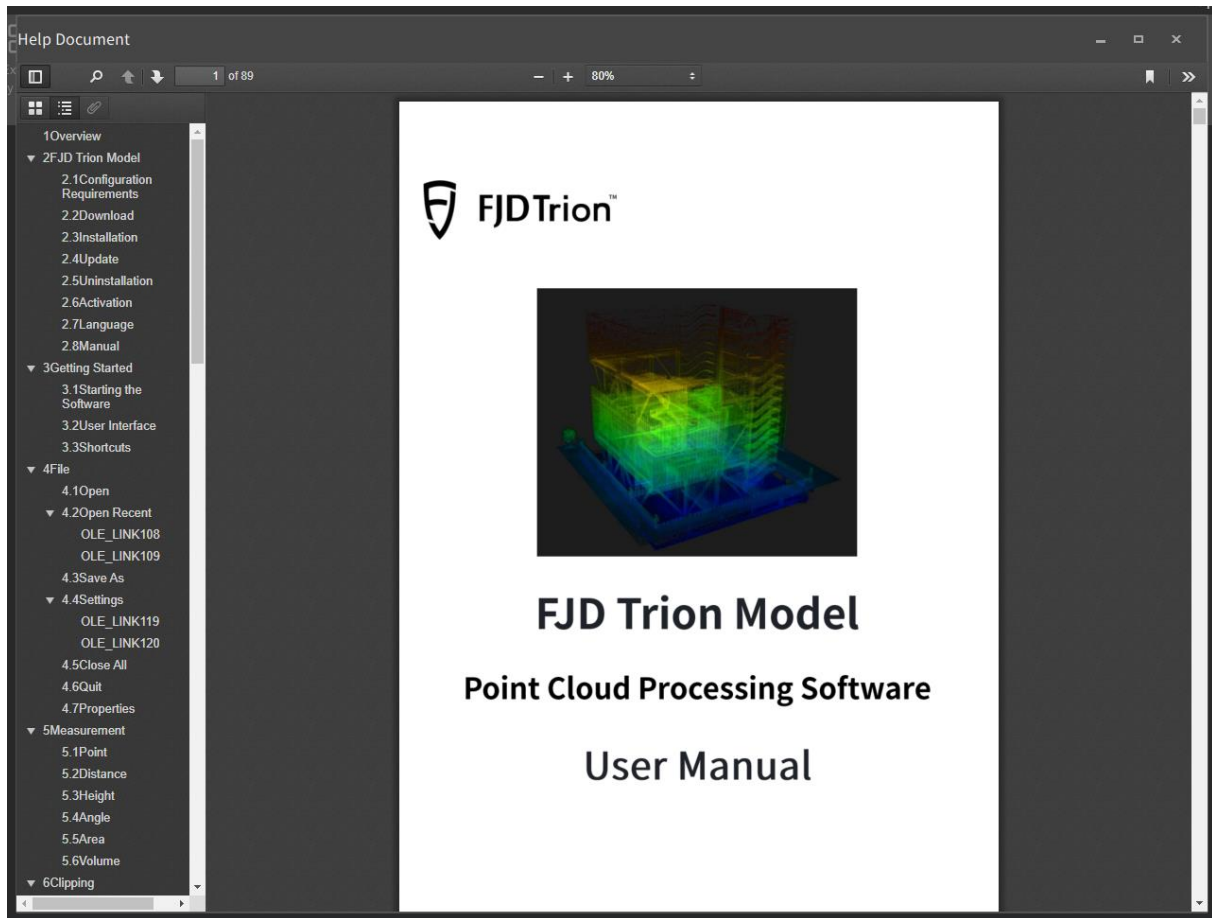 Help Document
1 of 89
80%
1Overview
2FJD Trion Model
2.1Configuration
Requirements
2.2Download
2.3Installation
2.4Update
2.5Uninstallation
2.6Activation
2.7Language
2.8Manual
3Getting Started
3.1Starting the
Software
3.2User Interface
3.3Shortcuts
4File
4.1Open
4.2Open Recent
OLE_LINK108
OLE_LINK109
4.3Save As
4.4Settings
OLE_LINK119
OLE_LINK120
4.5Close All
4.6Quit
4.7Properties
5Measurement
5.1Point
5.2Distance
5.3Height
5.4Angle
5.5Area
5.6Volume
6Clipping
FJDTrion™
FJD Trion Model
Point Cloud Processing Software
User Manual